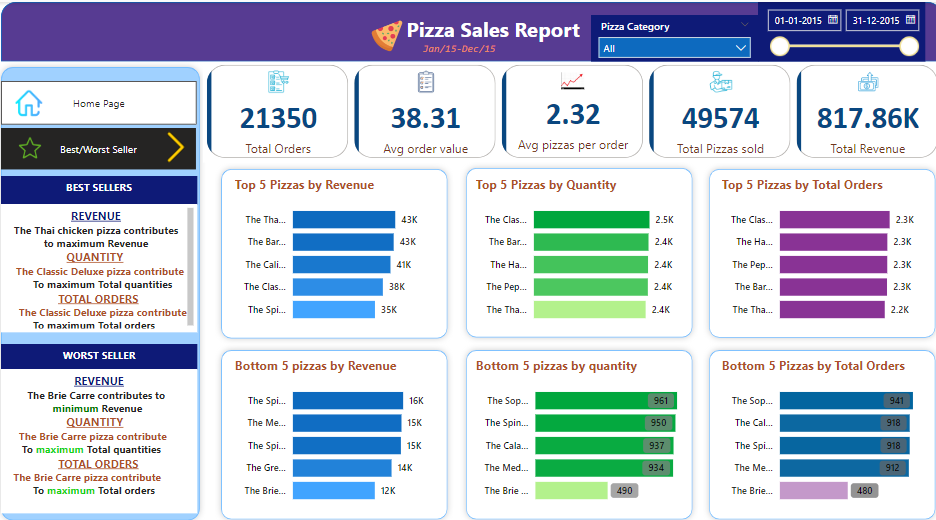 Pizza Sales Report
Jan/15-Dec/15
Pizza Category
All
01-01-2015
31-12-2015
Home Page
Best/Worst Seller
BEST SELLERS
REVENUE
The Thai chicken pizza contributes
to maximum Revenue
QUANTITY
The Classic Deluxe pizza contribute
To maximum Total quantities
TOTAL ORDERS
The Classic Deluxe pizza contribute
To maximum Total orders
WORST SELLER
REVENUE
The Brie Carre contributes to
minimum Revenue
QUANTITY
The Brie Carre pizza contribute
To maximum Total quantities
TOTAL ORDERS
The Brie Carre pizza contribute
To maximum Total orders
21350
Total Orders
38.31
Avg order value
2.32
Avg pizzas per order
49574
Total Pizzas sold
817.86K
Total Revenue
Top 5 Pizzas by Revenue
The Tha... 43K
The Bar... 43K
The Cali... 41K
The Clas... 38K
The Spi... 35K
Top 5 Pizzas by Quantity
The Clas... 2.5K
The Bar... 2.4K
The Ha... 2.4K
The Pep... 2.4K
The Tha... 2.4K
Top 5 Pizzas by Total Orders
The Clas... 2.3K
The Ha... 2.3K
The Pep... 2.3K
The Bar... 2.3K
The Tha... 2.2K
Bottom 5 pizzas by Revenue
The Spi... 16K
The Me... 15K
The Spi... 15K
The Gre... 14K
The Brie... 12K
Bottom 5 pizzas by quantity
The Sop... 961
The Spin... 950
The Cala... 937
The Med... 934
The Brie ... 490
Bottom 5 Pizzas by Total Orders
The Sop... 941
The Cal... 918
The Spi... 918
The Me... 912
The Brie... 480